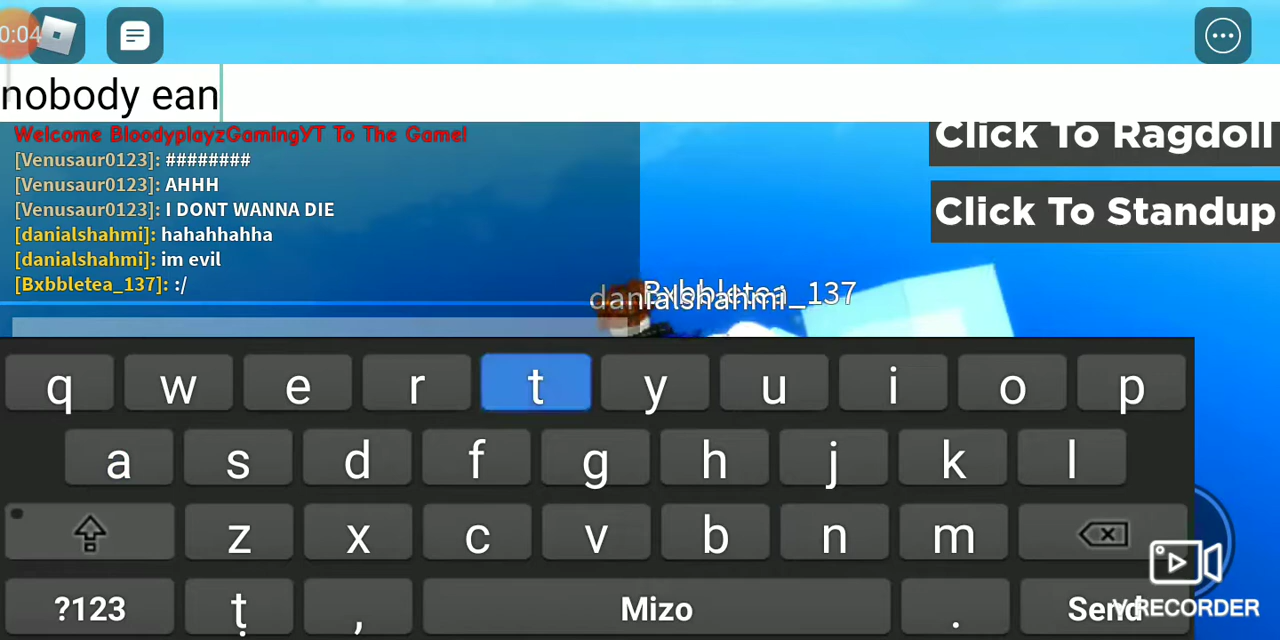 0:04
nobody ean
Welcome BloodyplayzGamingYT To The Game!
[Venusaur0123]: ########
[Venusaur0123]: AHHH
[Venusaur0123]: I DONT WANNA DIE
[danialshahmi]: hahahhahha
[danialshahmi]: im evil
[Bxbbletea_137]: :/
Click To Ragdoll
Click To Standup
Bxbbletea_137
danialshahmi
q w e r t y u i o p
a s d f g h j k l
z x c v b n m
?123 ṭ , Mizo . Send
V RECORDER